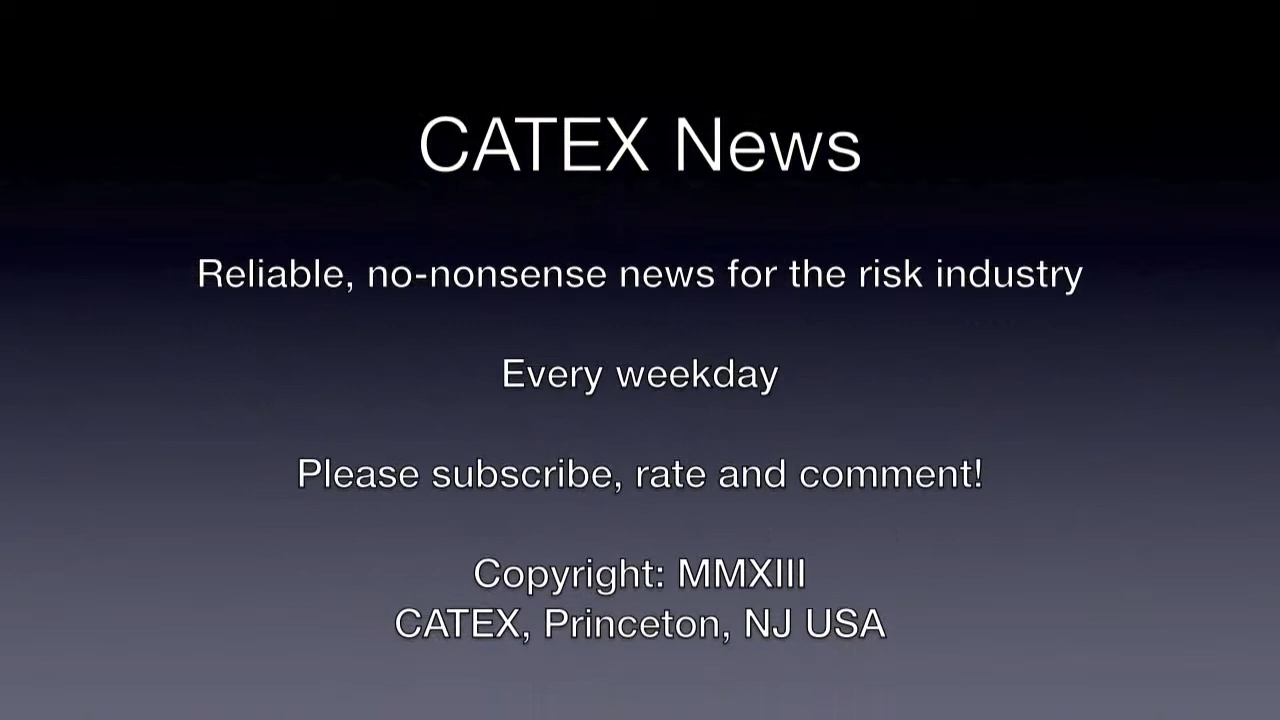 CATEX News
Reliable, no-nonsense news for the risk industry
Every weekday
Please subscribe, rate and comment!
Copyright: MMXIII
CATEX, Princeton, NJ USA